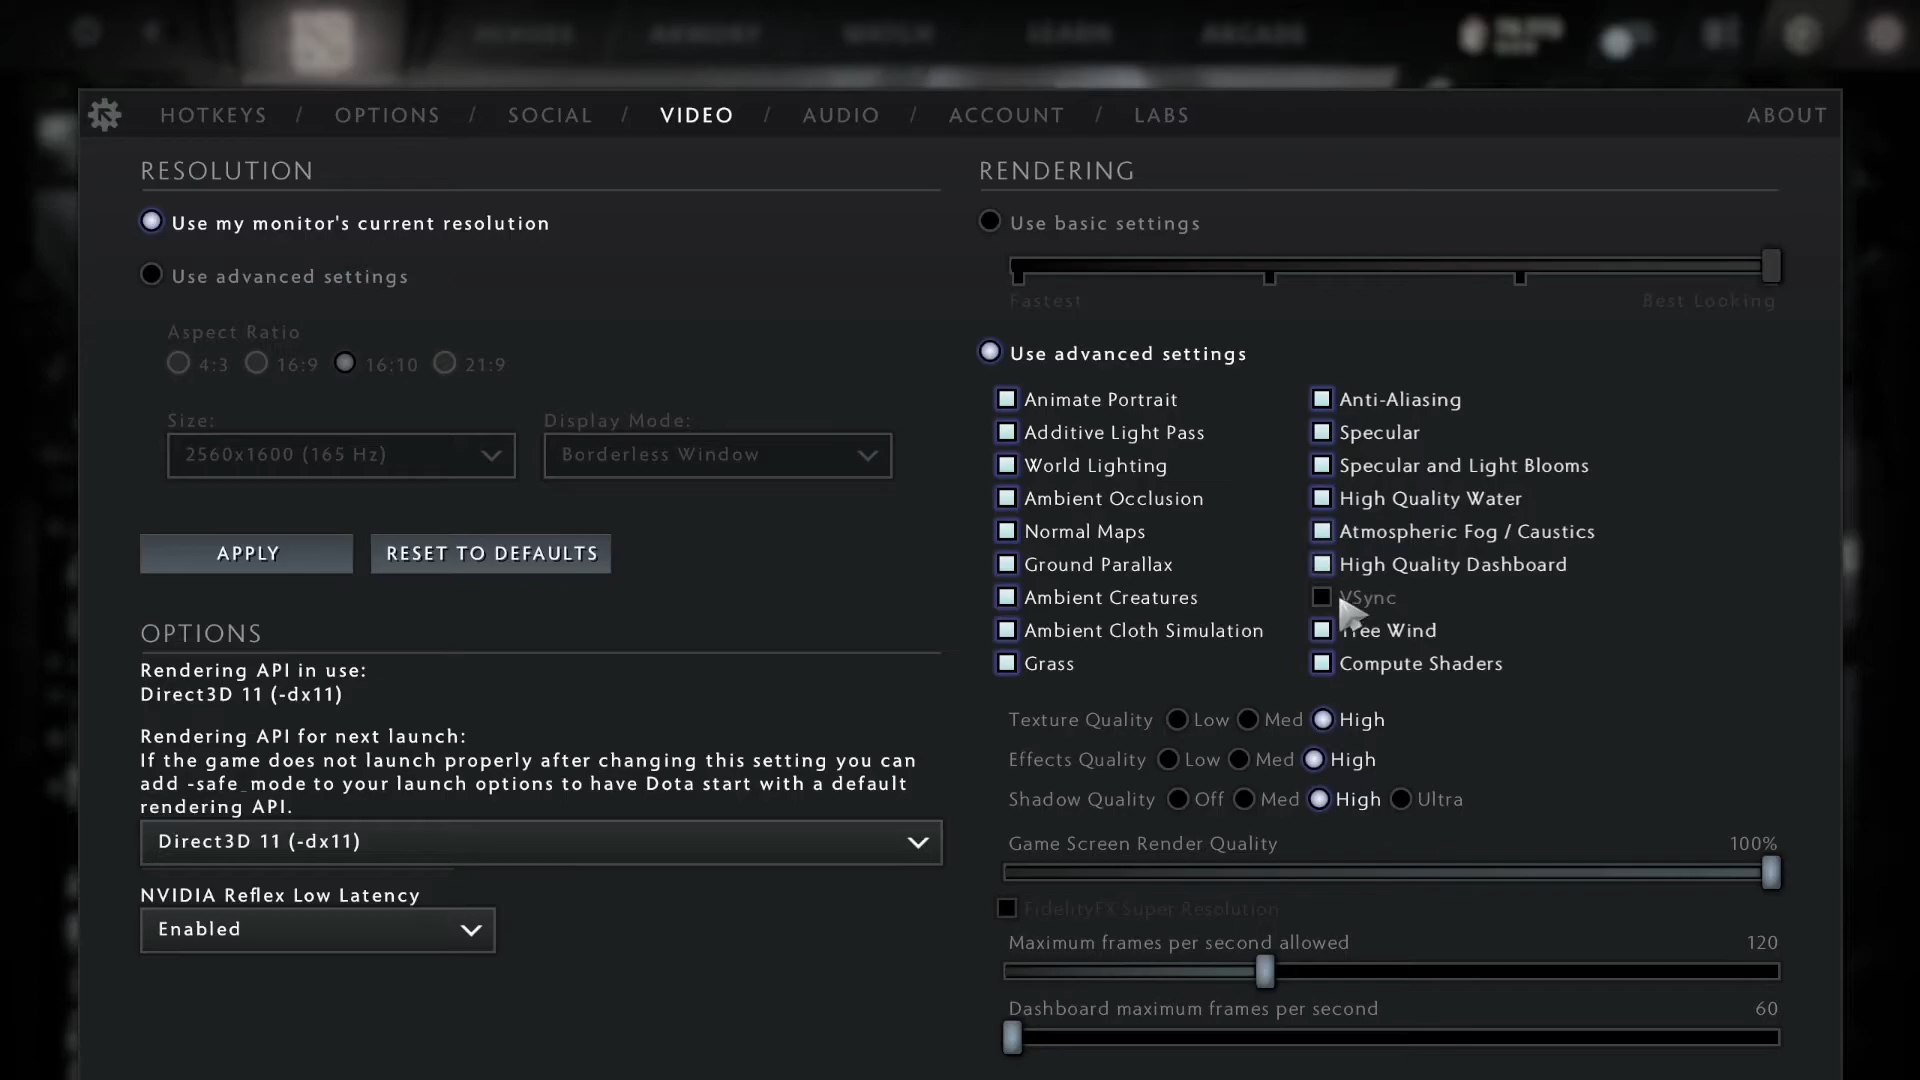 HEROES ARMORY WATCH LEARN ARCADE
HOTKEYS / OPTIONS / SOCIAL / VIDEO / AUDIO / ACCOUNT / LABS ABOUT
RESOLUTION
Use my monitor's current resolution
Use advanced settings
Aspect Ratio
4:3 16:9 16:10 21:9
Size: Display Mode:
2560x1600 (165 Hz) Borderless Window
APPLY RESET TO DEFAULTS
OPTIONS
Rendering API in use:
Direct3D 11 (-dx11)
Rendering API for next launch:
If the game does not launch properly after changing this setting you can
add -safe_mode to your launch options to have Dota start with a default
rendering API.
Direct3D 11 (-dx11)
NVIDIA Reflex Low Latency
Enabled
RENDERING
Use basic settings
Fastest Best Looking
Use advanced settings
Animate Portrait Anti-Aliasing
Additive Light Pass Specular
World Lighting Specular and Light Blooms
Ambient Occlusion High Quality Water
Normal Maps Atmospheric Fog / Caustics
Ground Parallax High Quality Dashboard
Ambient Creatures VSync
Ambient Cloth Simulation Tree Wind
Grass Compute Shaders
Texture Quality Low Med High
Effects Quality Low Med High
Shadow Quality Off Med High Ultra
Game Screen Render Quality 100%
FidelityFX Super Resolution
Maximum frames per second allowed 120
Dashboard maximum frames per second 60